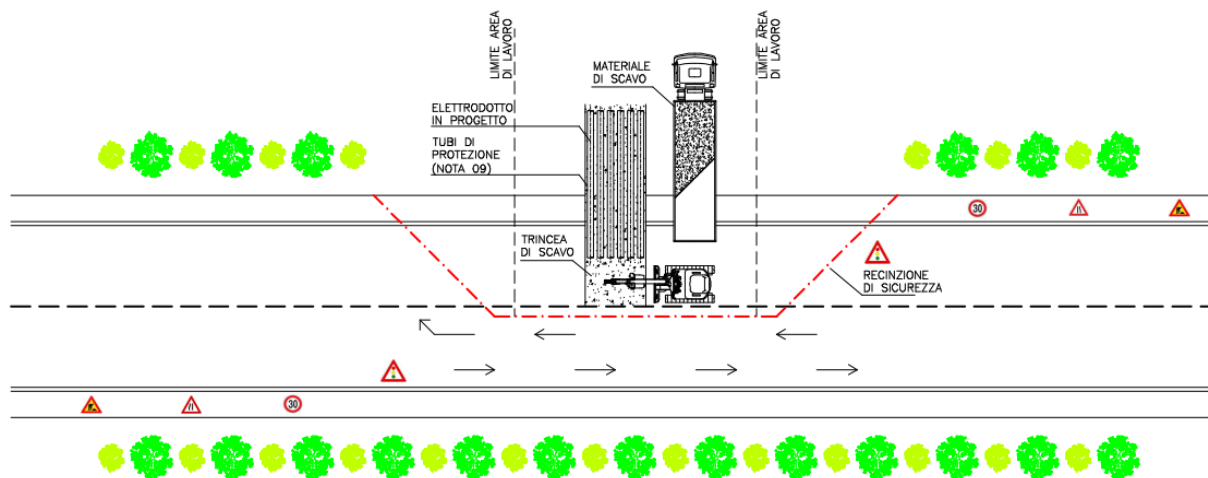 LIMITE AREA
DI LAVORO
MATERIALE
DI SCAVO
LIMITE AREA
DI LAVORO
ELETTRODOTTO
IN PROGETTO
TUBI DI
PROTEZIONE
(NOTA 09)
30
TRINCEA
DI SCAVO
RECINZIONE
DI SICUREZZA
30